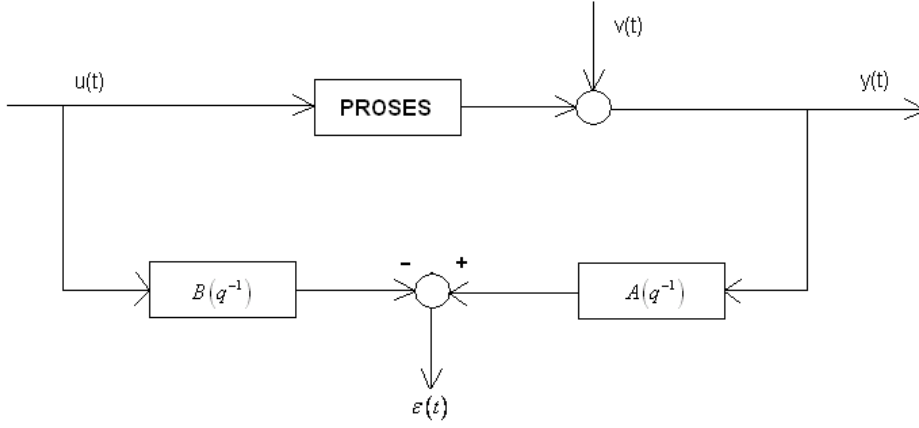 v(t)
u(t)
y(t)
PROSES
- +
B(q⁻¹)
A(q⁻¹)
ε(t)